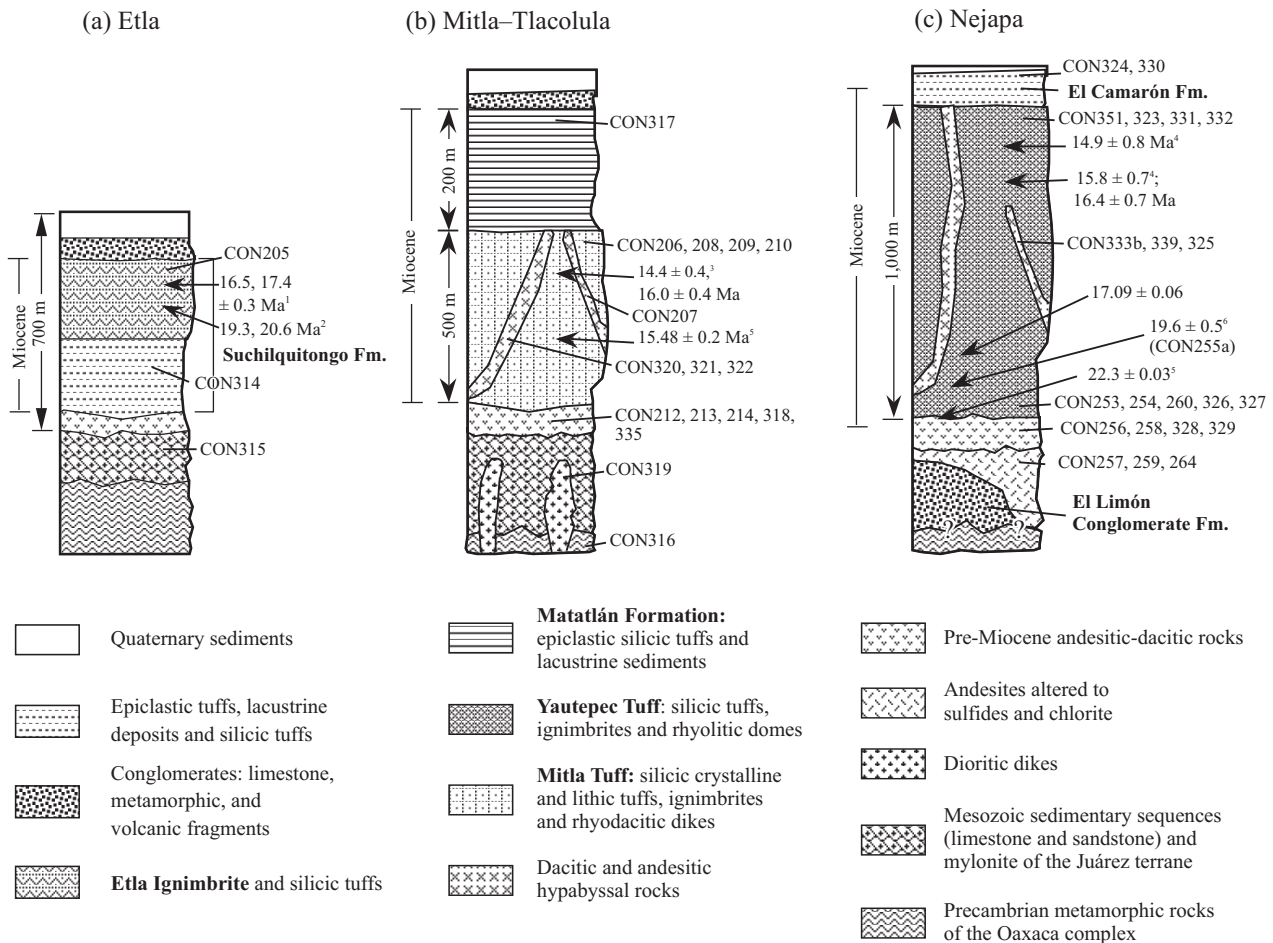 (a) Etla
(b) Mitla–Tlacolula
(c) Nejapa
Miocene
700 m
CON205
16.5, 17.4
± 0.3 Ma1
19.3, 20.6 Ma2
Suchilquitongo Fm.
CON314
CON315
Miocene
200 m
500 m
CON317
CON206, 208, 209, 210
14.4 ± 0.4,3
16.0 ± 0.4 Ma
CON207
15.48 ± 0.2 Ma5
CON320, 321, 322
CON212, 213, 214, 318,
335
CON319
CON316
Miocene
1,000 m
CON324, 330
El Camarón Fm.
CON351, 323, 331, 332
14.9 ± 0.8 Ma4
15.8 ± 0.74;
16.4 ± 0.7 Ma
CON333b, 339, 325
17.09 ± 0.06
19.6 ± 0.56
(CON255a)
22.3 ± 0.035
CON253, 254, 260, 326, 327
CON256, 258, 328, 329
CON257, 259, 264
El Limón
Conglomerate Fm.
? ?
Quaternary sediments
Epiclastic tuffs, lacustrine
deposits and silicic tuffs
Conglomerates: limestone,
metamorphic, and
volcanic fragments
Etla Ignimbrite and silicic tuffs
Matatlán Formation:
epiclastic silicic tuffs and
lacustrine sediments
Yautepec Tuff: silicic tuffs,
ignimbrites and rhyolitic domes
Mitla Tuff: silicic crystalline
and lithic tuffs, ignimbrites
and rhyodacitic dikes
Dacitic and andesitic
hypabyssal rocks
Pre-Miocene andesitic-dacitic rocks
Andesites altered to
sulfides and chlorite
Dioritic dikes
Mesozoic sedimentary sequences
(limestone and sandstone) and
mylonite of the Juárez terrane
Precambrian metamorphic rocks
of the Oaxaca complex